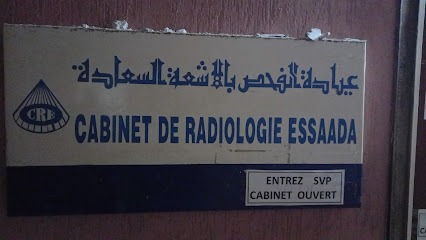 عيادة الفحص بالأشعة السعادة
CRE
CABINET DE RADIOLOGIE ESSAADA
ENTREZ SVP
CABINET OUVERT